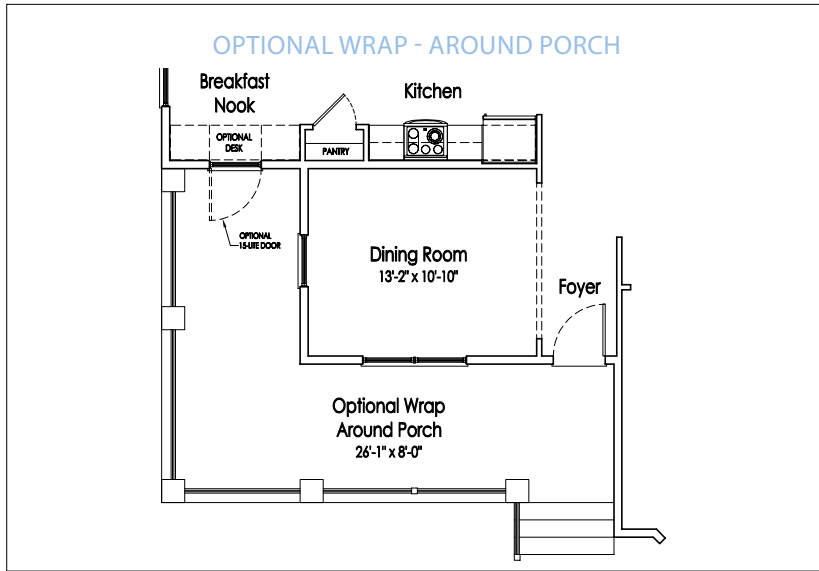 OPTIONAL WRAP - AROUND PORCH
Breakfast
Nook
Kitchen
OPTIONAL
DESK
PANTRY
OPTIONAL
15-LITE DOOR
Dining Room
13'-2" x 10'-10"
Foyer
Optional Wrap
Around Porch
26'-1" x 8'-0"